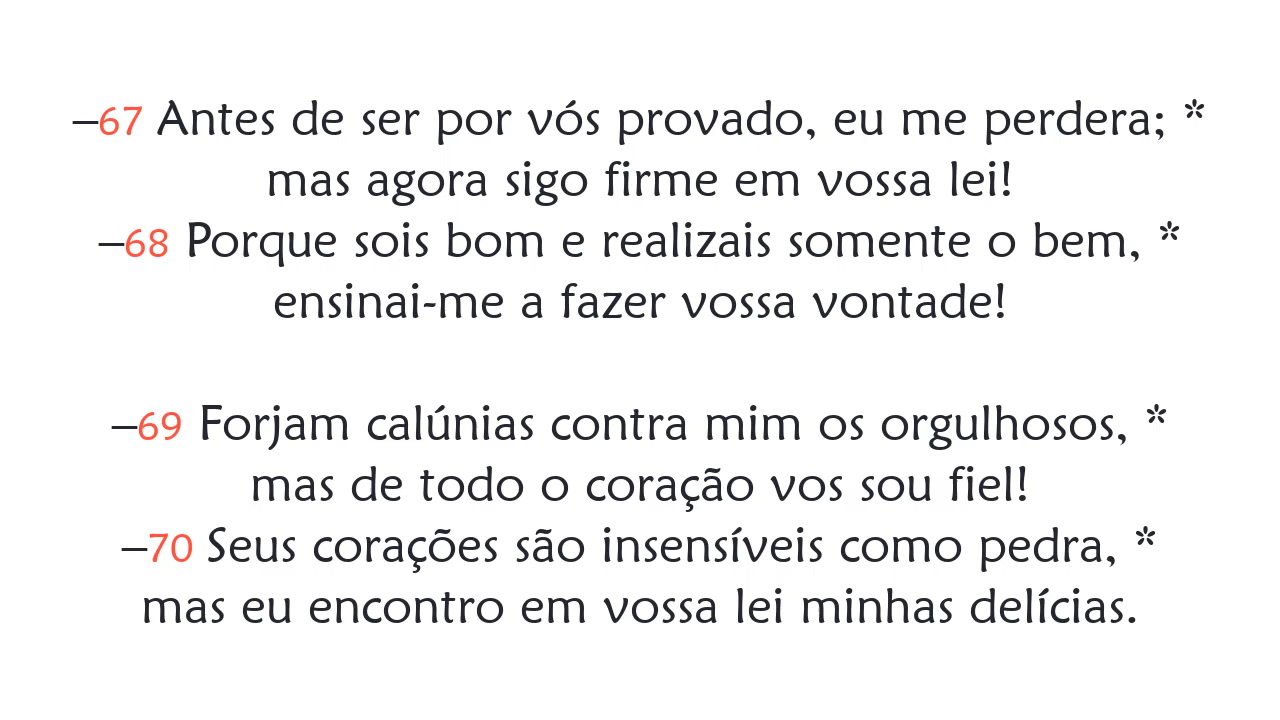 –67 Antes de ser por vós provado, eu me perdera; *
mas agora sigo firme em vossa lei!
–68 Porque sois bom e realizais somente o bem, *
ensinai-me a fazer vossa vontade!
–69 Forjam calúnias contra mim os orgulhosos, *
mas de todo o coração vos sou fiel!
–70 Seus corações são insensíveis como pedra, *
mas eu encontro em vossa lei minhas delícias.